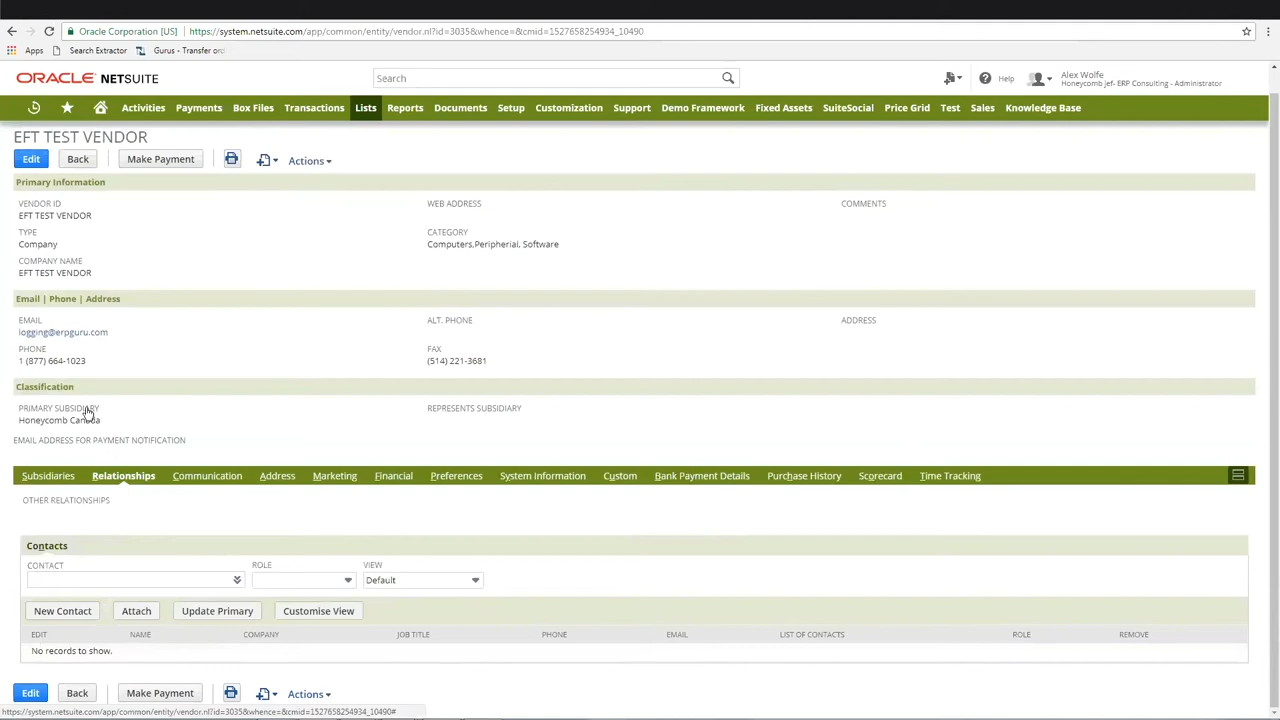 Oracle Corporation [US] https://system.netsuite.com/app/common/entity/vendor.nl?id=3035&whence=&cmid=1527658254934_10490
Apps Search Extractor Gurus - Transfer ord
ORACLE NETSUITE Search Help Alex Wolfe
Honeycomb Jef- ERP Consulting - Administrator
Activities Payments Box Files Transactions Lists Reports Documents Setup Customization Support Demo Framework Fixed Assets SuiteSocial Price Grid Test Sales Knowledge Base
EFT TEST VENDOR
Edit Back Make Payment Actions
Primary Information
VENDOR ID WEB ADDRESS COMMENTS
EFT TEST VENDOR
TYPE CATEGORY
Company Computers,Peripherial, Software
COMPANY NAME
EFT TEST VENDOR
Email | Phone | Address
EMAIL ALT. PHONE ADDRESS
logging@erpguru.com
PHONE FAX
1 (877) 664-1023 (514) 221-3681
Classification
PRIMARY SUBSIDIARY REPRESENTS SUBSIDIARY
Honeycomb Canada
EMAIL ADDRESS FOR PAYMENT NOTIFICATION
Subsidiaries Relationships Communication Address Marketing Financial Preferences System Information Custom Bank Payment Details Purchase History Scorecard Time Tracking
OTHER RELATIONSHIPS
Contacts
CONTACT ROLE VIEW
Default
New Contact Attach Update Primary Customise View
EDIT NAME COMPANY JOB TITLE PHONE EMAIL LIST OF CONTACTS ROLE REMOVE
No records to show.
Edit Back Make Payment Actions
https://system.netsuite.com/app/common/entity/vendor.nl?id=3035&whence=&cmid=1527658254934_10490#